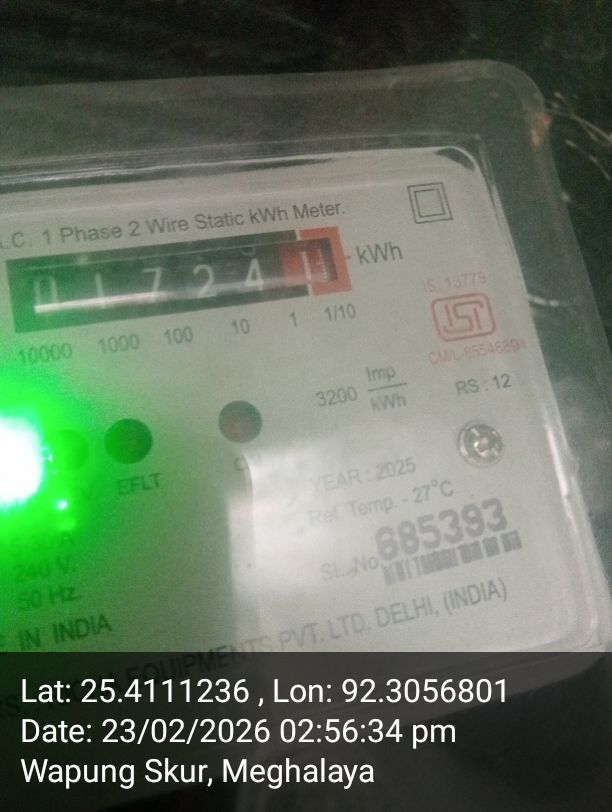 .C. 1 Phase 2 Wire Static kWh Meter.
0 1 7 2 4 kWh
10000 1000 100 10 1 1/10
IS: 13779
ISI
3200 Imp/kWh
RS : 12
EFLT
YEAR : 2025
Ref. Temp. - 27°C
SL. No. 685393
240 V.
50 Hz.
IN INDIA
EQUIPMENTS PVT. LTD. DELHI, (INDIA)
Lat: 25.4111236 , Lon: 92.3056801
Date: 23/02/2026 02:56:34 pm
Wapung Skur, Meghalaya